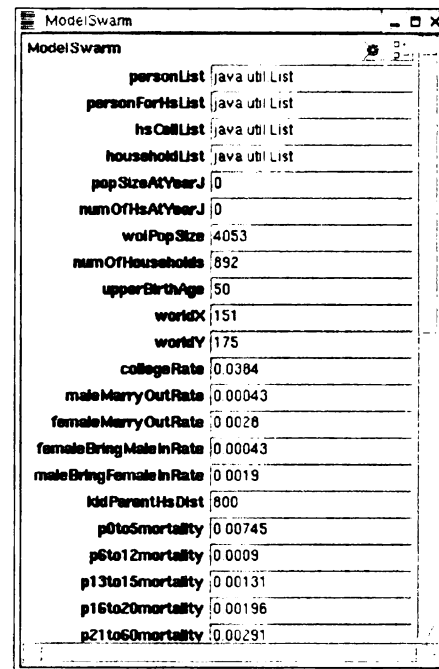 ModelSwarm
ModelSwarm
personList java util List
personForHsList java util List
hsCellList java util List
householdList java util List
popSizeAtYearJ 0
numOfHsAtYearJ 0
wolPopSize 4053
numOfHouseholds 892
upperBirthAge 50
worldX 151
worldY 175
collegeRate 0.0384
maleMarryOutRate 0 00043
femaleMarryOutRate 0 0028
femaleBringMaleInRate 0 00043
maleBringFemaleInRate 0 0019
kidParentHsDist 800
p0to5mortality 0 00745
p6to12mortality 0 0009
p13to15mortality 0 00131
p16to20mortality 0 00196
p21to60mortality 0 00291